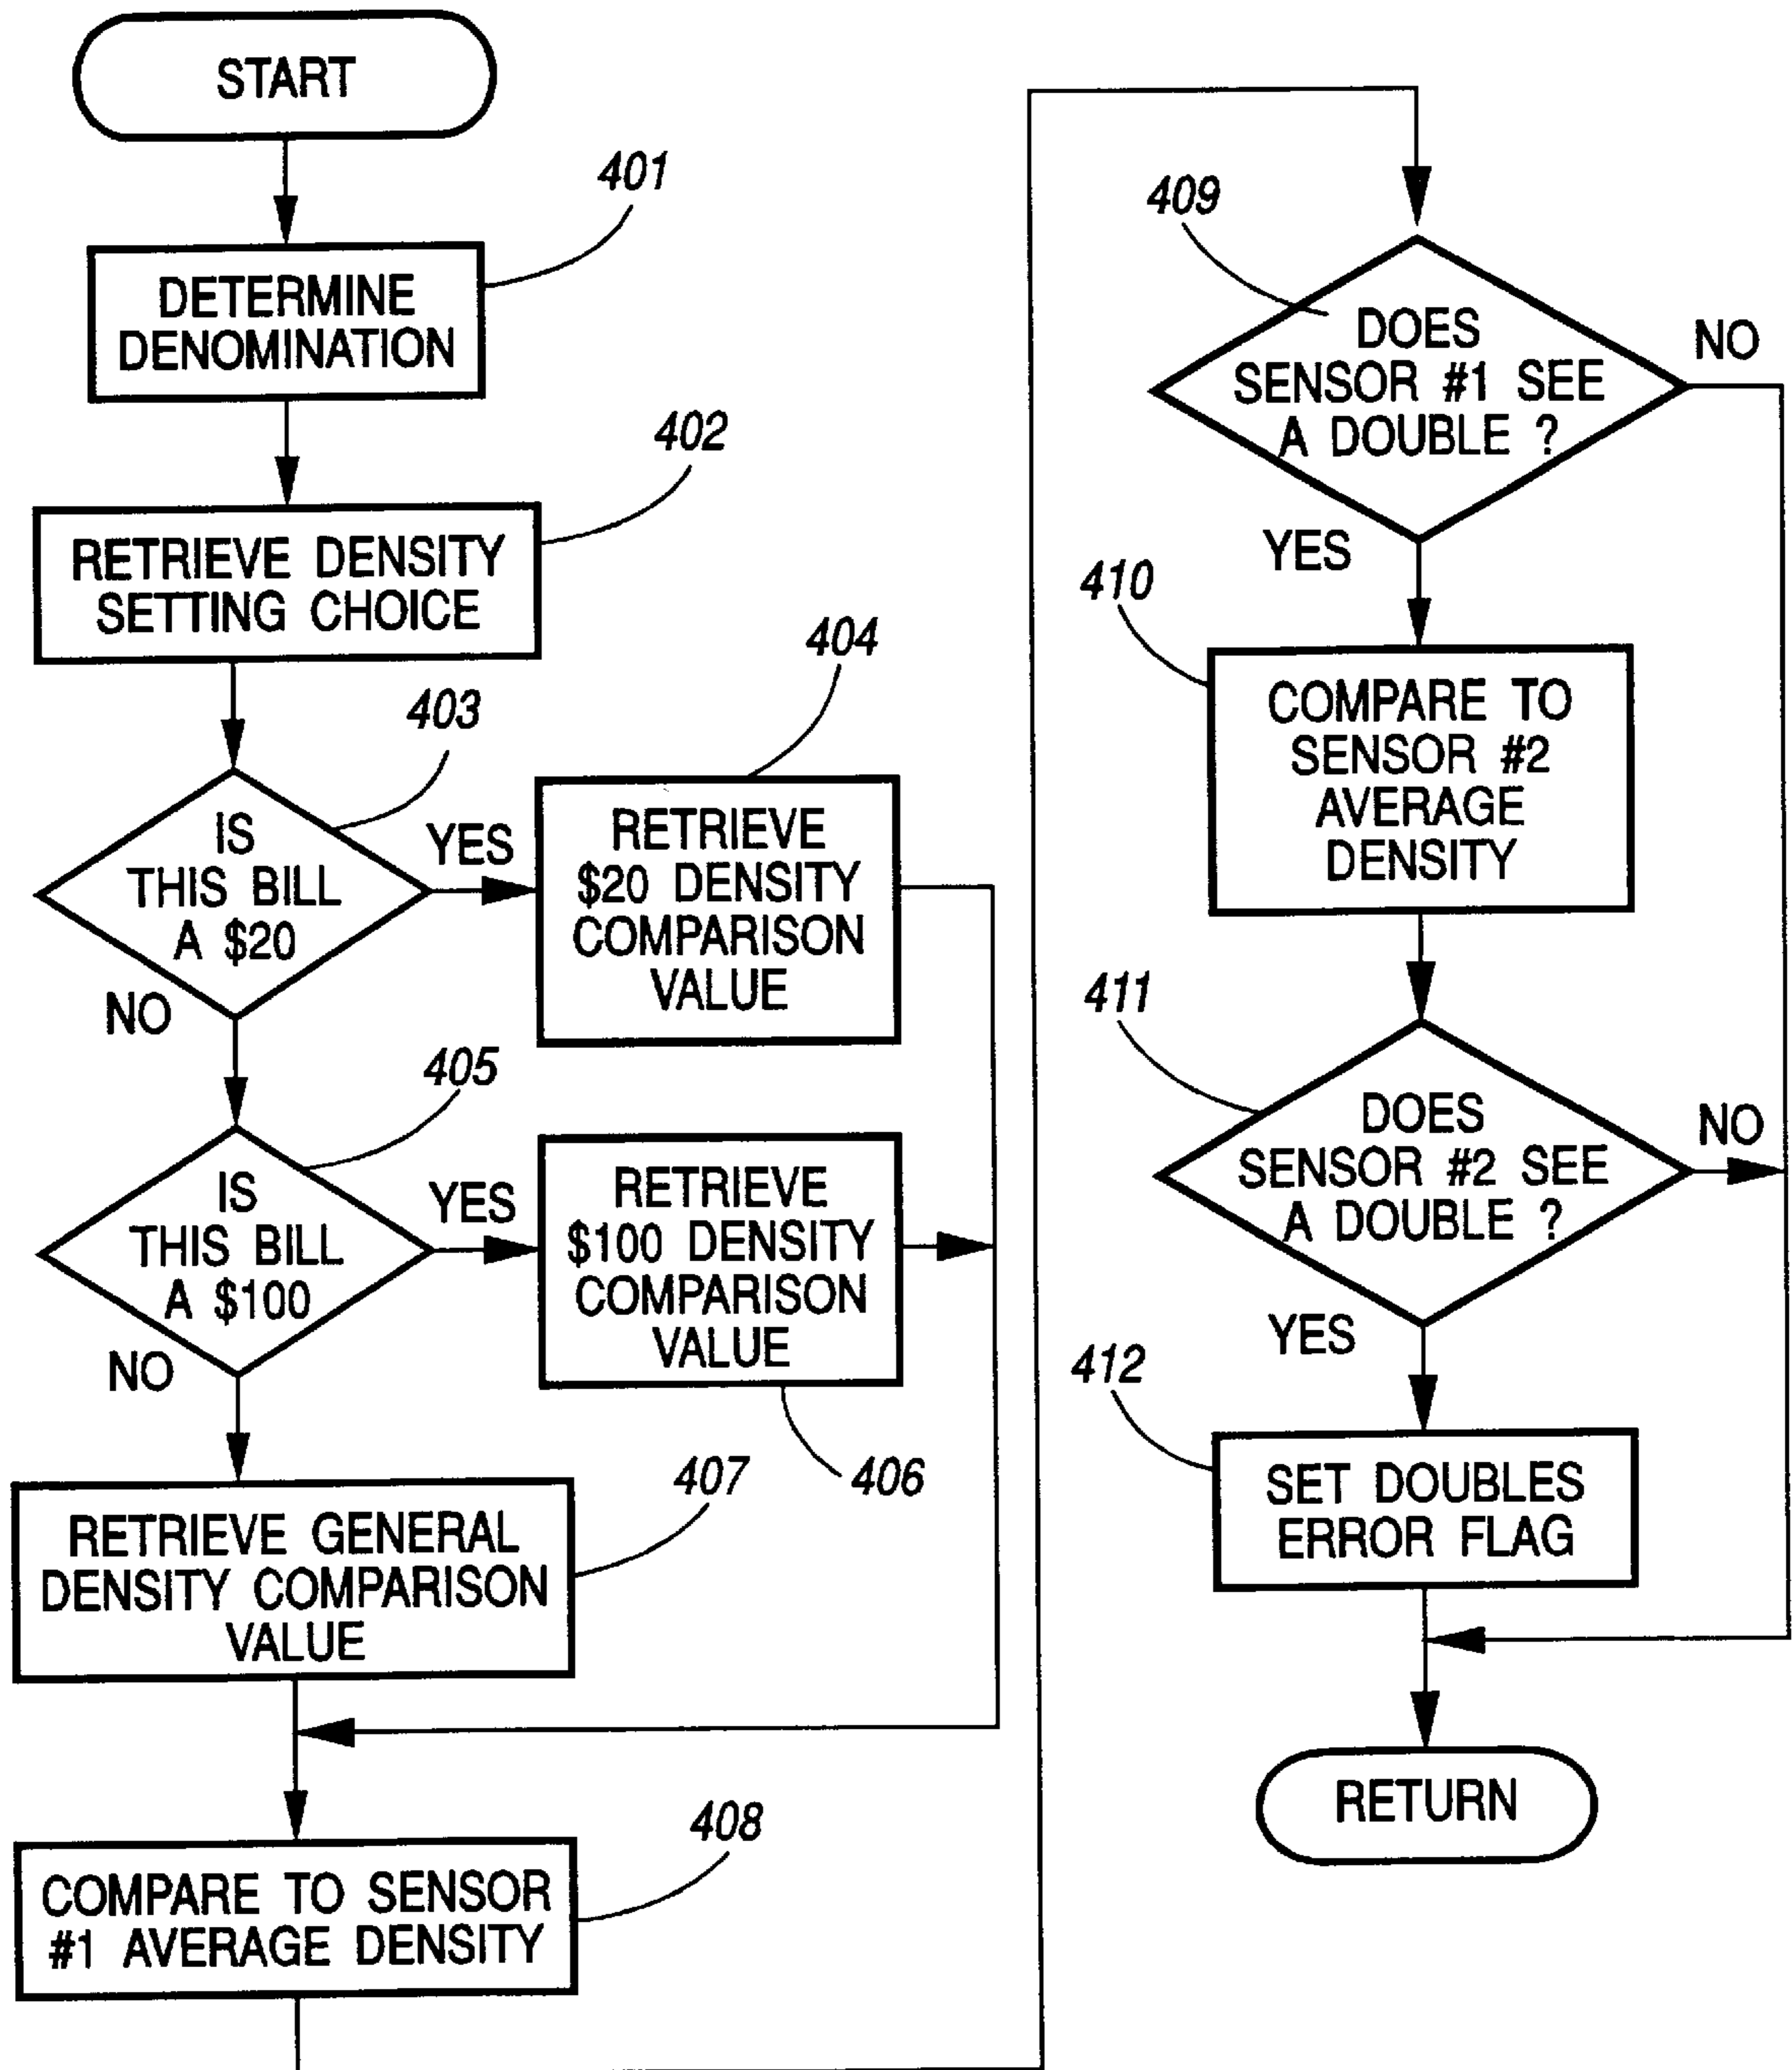 START
401
DETERMINE
DENOMINATION
402
RETRIEVE DENSITY
SETTING CHOICE
403
IS
THIS BILL
A $20
YES
NO
404
RETRIEVE
$20 DENSITY
COMPARISON
VALUE
405
IS
THIS BILL
A $100
YES
NO
RETRIEVE
$100 DENSITY
COMPARISON
VALUE
406
407
RETRIEVE GENERAL
DENSITY COMPARISON
VALUE
408
COMPARE TO SENSOR
#1 AVERAGE DENSITY
409
DOES
SENSOR #1 SEE
A DOUBLE ?
NO
YES
410
COMPARE TO
SENSOR #2
AVERAGE
DENSITY
411
DOES
SENSOR #2 SEE
A DOUBLE ?
NO
YES
412
SET DOUBLES
ERROR FLAG
RETURN